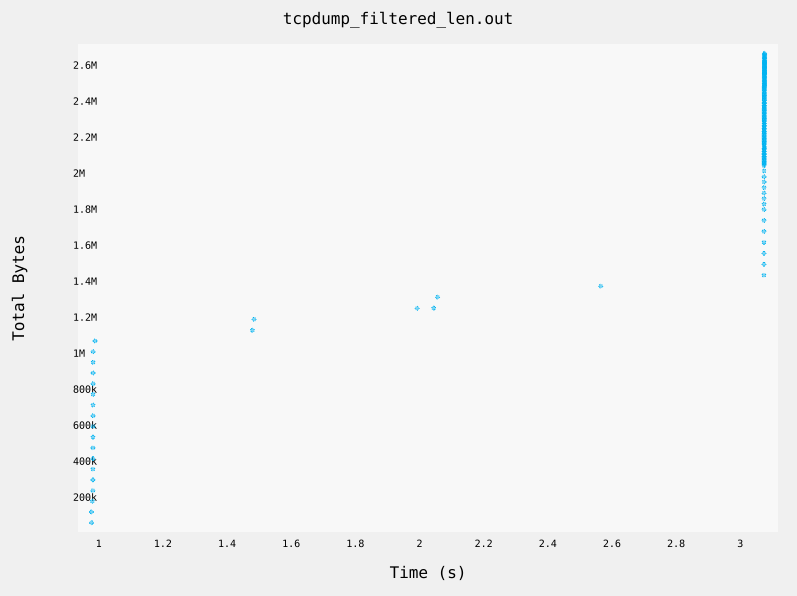 tcpdump_filtered_len.out
Total Bytes
2.6M
2.4M
2.2M
2M
1.8M
1.6M
1.4M
1.2M
1M
800k
600k
400k
200k
1 1.2 1.4 1.6 1.8 2 2.2 2.4 2.6 2.8 3
Time (s)